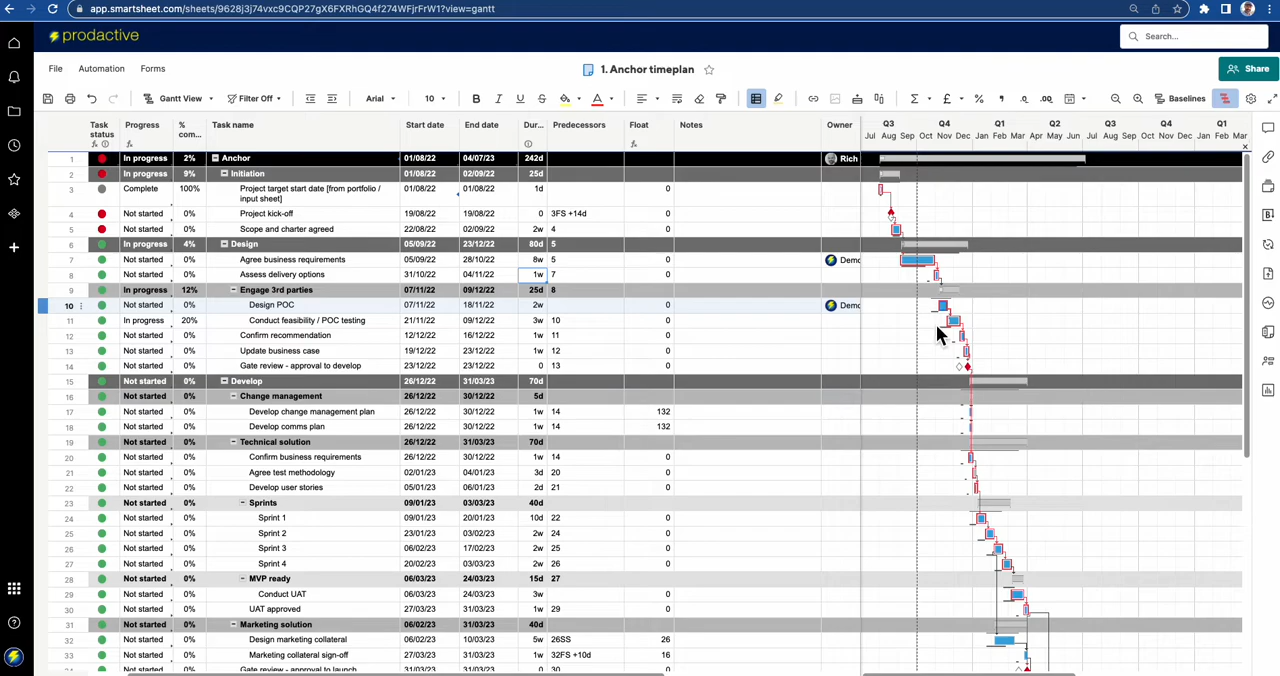 app.smartsheet.com/sheets/9628j3j74vxc9CQP27gX6FXRhGQ4f274WFjrFrW1?view=gantt
prodactive
Search...
File Automation Forms
1. Anchor timeplan
Share
Gantt View Filter Off Arial 10 B I U S A Σ £ % .0 .00 Baselines
Task status Progress % com... Task name Start date End date Dur... Predecessors Float Notes Owner
Q3 Q4 Q1 Q2 Q3 Q4 Q1
Jul Aug Sep Oct Nov Dec Jan Feb Mar Apr May Jun Jul Aug Sep Oct Nov Dec Jan Feb Mar
1 In progress 2% Anchor 01/08/22 04/07/23 242d Rich
2 In progress 9% Initiation 01/08/22 02/09/22 25d
3 Complete 100% Project target start date [from portfolio / input sheet] 01/08/22 01/08/22 1d 0
4 Not started 0% Project kick-off 19/08/22 19/08/22 0 3FS +14d 0
5 Not started 0% Scope and charter agreed 22/08/22 02/09/22 2w 4 0
6 In progress 4% Design 05/09/22 23/12/22 80d 5
7 Not started 0% Agree business requirements 05/09/22 28/10/22 8w 5 0 Demo
8 Not started 0% Assess delivery options 31/10/22 04/11/22 1w 7 0
9 In progress 12% Engage 3rd parties 07/11/22 09/12/22 25d 8
10 Not started 0% Design POC 07/11/22 18/11/22 2w 0 Demo
11 In progress 20% Conduct feasibility / POC testing 21/11/22 09/12/22 3w 10 0
12 Not started 0% Confirm recommendation 12/12/22 16/12/22 1w 11 0
13 Not started 0% Update business case 19/12/22 23/12/22 1w 12 0
14 Not started 0% Gate review - approval to develop 23/12/22 23/12/22 0 13 0
15 Not started 0% Develop 26/12/22 31/03/23 70d
16 Not started 0% Change management 26/12/22 30/12/22 5d
17 Not started 0% Develop change management plan 26/12/22 30/12/22 1w 14 132
18 Not started 0% Develop comms plan 26/12/22 30/12/22 1w 14 132
19 Not started 0% Technical solution 26/12/22 31/03/23 70d
20 Not started 0% Confirm business requirements 26/12/22 30/12/22 1w 14 0
21 Not started 0% Agree test methodology 02/01/23 04/01/23 3d 20 0
22 Not started 0% Develop user stories 05/01/23 06/01/23 2d 21 0
23 Not started 0% Sprints 09/01/23 03/03/23 40d
24 Not started 0% Sprint 1 09/01/23 20/01/23 10d 22 0
25 Not started 0% Sprint 2 23/01/23 03/02/23 2w 24 0
26 Not started 0% Sprint 3 06/02/23 17/02/23 2w 25 0
27 Not started 0% Sprint 4 20/02/23 03/03/23 2w 26 0
28 Not started 0% MVP ready 06/03/23 24/03/23 15d 27
29 Not started 0% Conduct UAT 06/03/23 24/03/23 3w 0
30 Not started 0% UAT approved 27/03/23 31/03/23 1w 29 0
31 Not started 0% Marketing solution 06/02/23 31/03/23 40d
32 Not started 0% Design marketing collateral 06/02/23 10/03/23 5w 26SS 26
33 Not started 0% Marketing collateral sign-off 27/03/23 31/03/23 1w 32FS +10d 16
Not started 0% Gate review - approval to launch 31/03/23 31/03/23 0 30 0